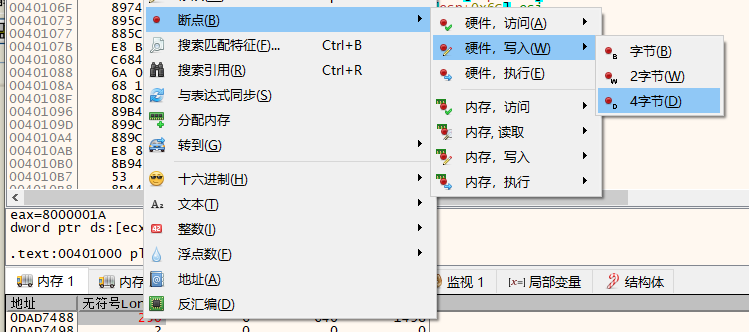 0040106F 8974
00401075 895C
00401077 885C
0040107B E8 B
00401080 C684
00401088 6A 0
0040108A 68 1
0040108F 8D8C
00401096 89B4
0040109D 899C
004010A4 889C
004010AB E8 8
004010B0 8B94
004010B7 53
004010B8 8D44
断点(B)
搜索匹配特征(F)... Ctrl+B
搜索引用(R) Ctrl+R
与表达式同步(S)
分配内存
转到(G)
十六进制(H)
文本(T)
整数(I)
浮点数(F)
地址(A)
反汇编(D)
硬件, 访问(A)
硬件, 写入(W)
硬件, 执行(E)
内存, 访问
内存, 读取
内存, 写入
内存, 执行
字节(B)
2字节(W)
4字节(D)
eax=8000001A
dword ptr ds:[ecx
.text:00401000 pl
内存 1
内存
监视 1
局部变量
结构体
地址 无符号Lon
0DAD7488
0DAD7498